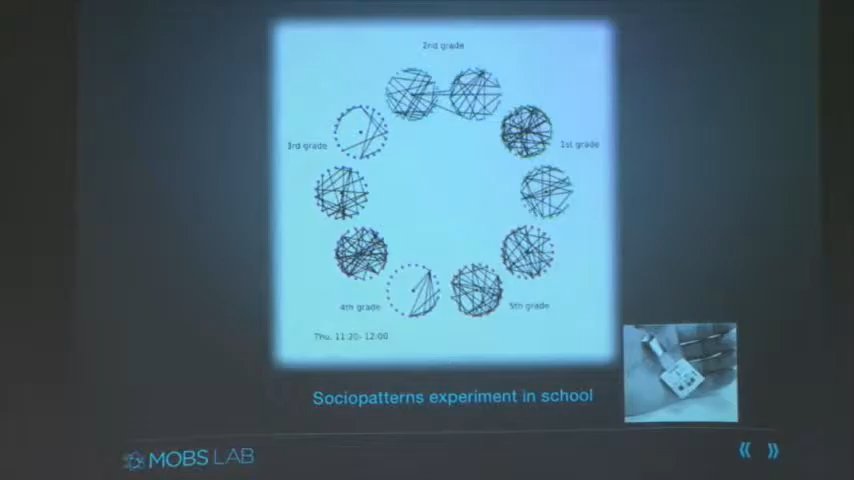 2nd grade
3rd grade
1st grade
4th grade
5th grade
Thu, 11:20- 12:00
Sociopatterns experiment in school
MOBS LAB